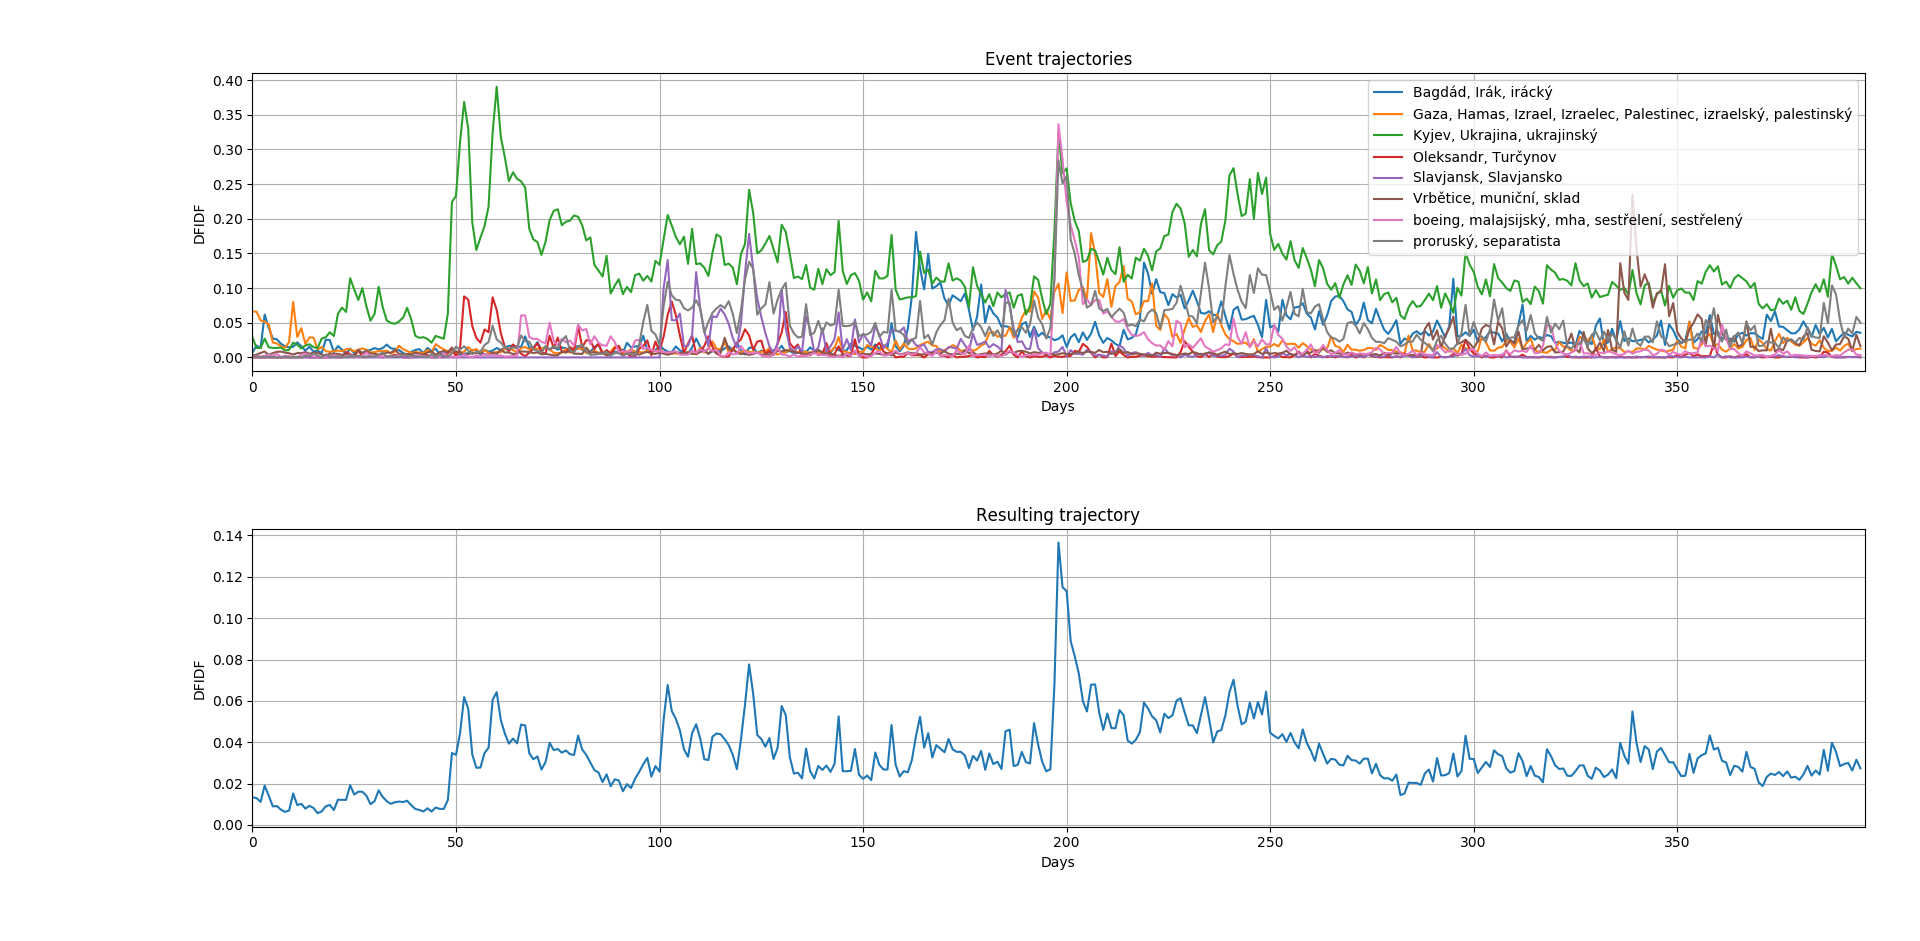 Event trajectories
0.40
0.35
0.30
0.25
0.20
0.15
0.10
0.05
0.00
DFIDF
Bagdád, Irák, irácký
Gaza, Hamas, Izrael, Izraelec, Palestinec, izraelský, palestinský
Kyjev, Ukrajina, ukrajinský
Oleksandr, Turčynov
Slavjansk, Slavjansko
Vrbětice, muniční, sklad
boeing, malajsijský, mha, sestřelení, sestřelený
proruský, separatista
0 50 100 150 200 250 300 350
Days
Resulting trajectory
0.14
0.12
0.10
0.08
0.06
0.04
0.02
0.00
DFIDF
0 50 100 150 200 250 300 350
Days